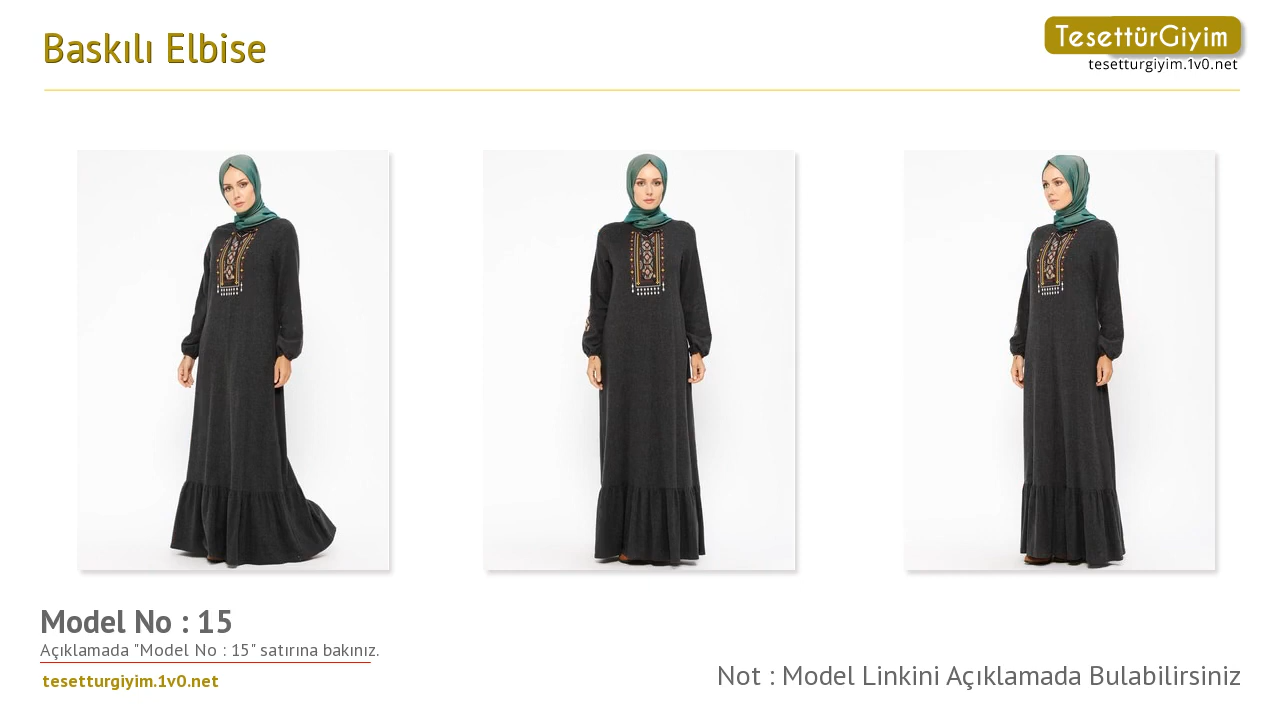 Baskılı Elbise
TesettürGiyim
tesetturgiyim.1v0.net
Model No : 15
Açıklamada "Model No : 15" satırına bakınız.
tesetturgiyim.1v0.net
Not : Model Linkini Açıklamada Bulabilirsiniz